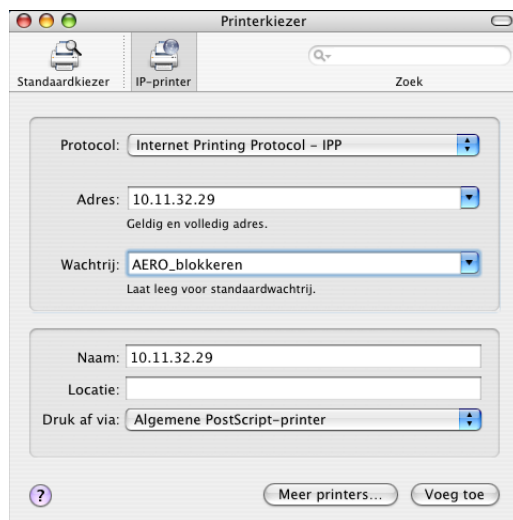 Printerkiezer
Standaardkiezer IP-printer Zoek
Protocol: Internet Printing Protocol – IPP
Adres: 10.11.32.29
Geldig en volledig adres.
Wachtrij: AERO_blokkeren
Laat leeg voor standaardwachtrij.
Naam: 10.11.32.29
Locatie:
Druk af via: Algemene PostScript-printer
? Meer printers... Voeg toe